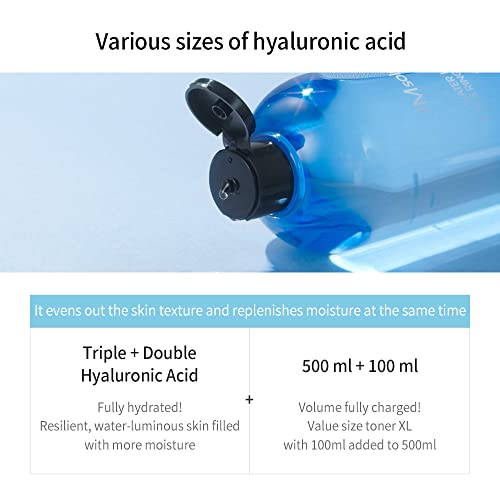 Various sizes of hyaluronic acid
JMsol
It evens out the skin texture and replenishes moisture at the same time
Triple + Double
Hyaluronic Acid
Fully hydrated!
Resilient, water-luminous skin filled
with more moisture
+
500 ml + 100 ml
Volume fully charged!
Value size toner XL
with 100ml added to 500ml